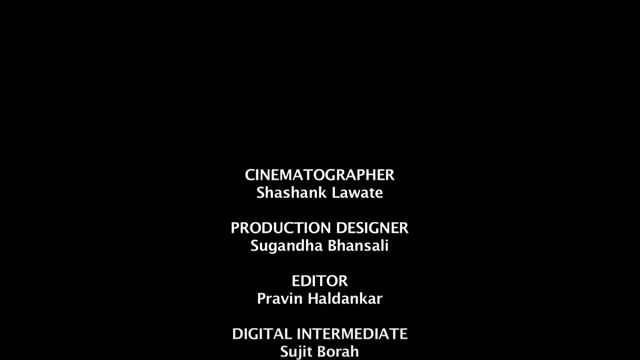 CINEMATOGRAPHER
Shashank Lawate
PRODUCTION DESIGNER
Sugandha Bhansali
EDITOR
Pravin Haldankar
DIGITAL INTERMEDIATE
Sujit Borah